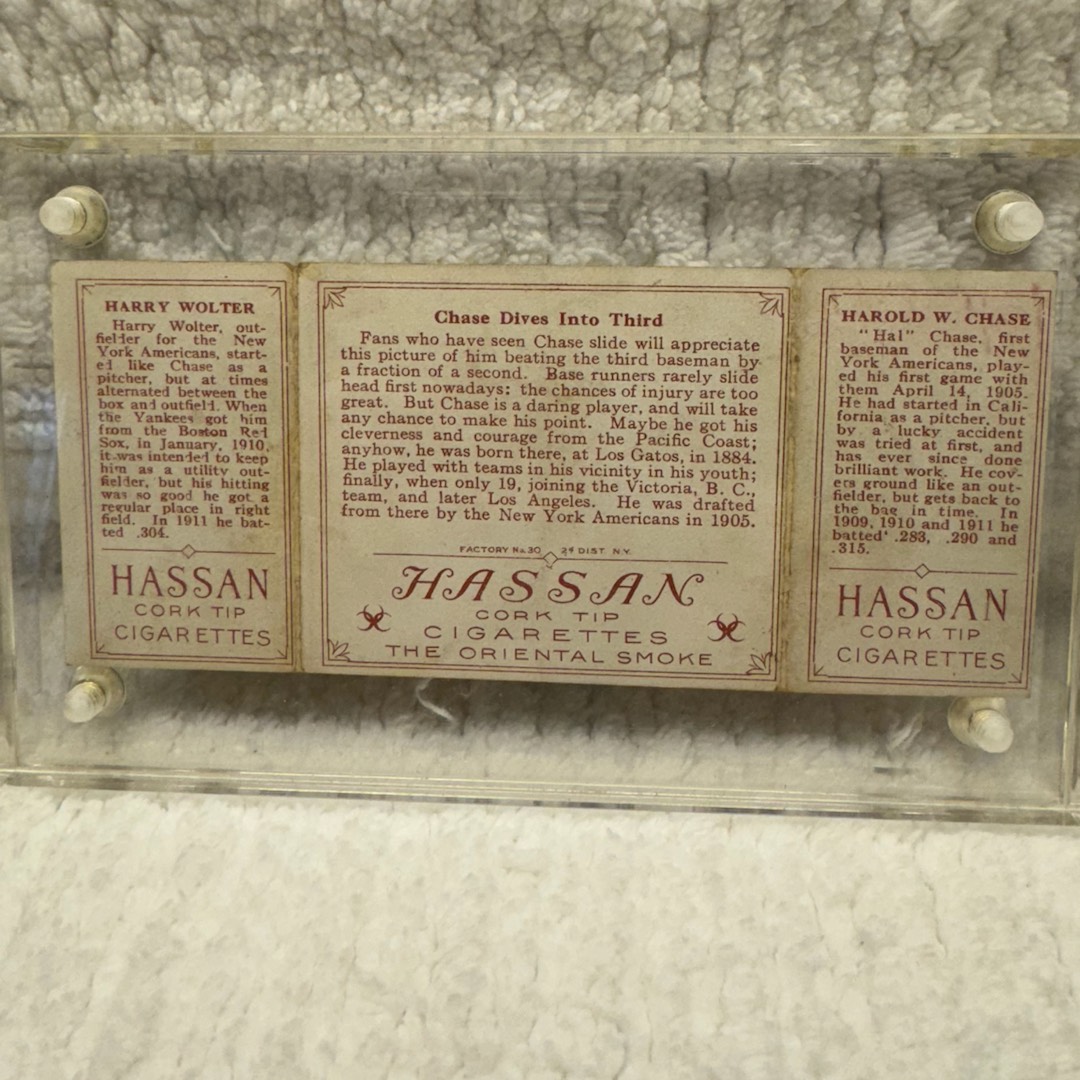 HARRY WOLTER
Harry Wolter, out-
fielder for the New
York Americans, start-
ed like Chase as a
pitcher, but at times
alternated between the
box and outfield. When
the Yankees got him
from the Boston Red
Sox, in January, 1910,
it was intended to keep
him as a utility out-
fielder, but his hitting
was so good he got a
regular place in right
field. In 1911 he bat-
ted .304.
HASSAN
CORK TIP
CIGARETTES
Chase Dives Into Third
Fans who have seen Chase slide will appreciate
this picture of him beating the third baseman by
a fraction of a second. Base runners rarely slide
head first nowadays: the chances of injury are too
great. But Chase is a daring player, and will take
any chance to make his point. Maybe he got his
cleverness and courage from the Pacific Coast;
anyhow, he was born there, at Los Gatos, in 1884.
He played with teams in his vicinity in his youth;
finally, when only 19, joining the Victoria, B. C.,
team, and later Los Angeles. He was drafted
from there by the New York Americans in 1905.
FACTORY No. 30 2d DIST. N.Y.
HASSAN
CORK TIP
CIGARETTES
THE ORIENTAL SMOKE
HAROLD W. CHASE
"Hal" Chase, first
baseman of the New
York Americans, play-
ed his first game with
them April 14, 1905.
He had started in Cali-
fornia as a pitcher, but
by a lucky accident
was tried at first, and
has ever since done
brilliant work. He cov-
ers ground like an out-
fielder, but gets back to
the bag in time. In
1909, 1910 and 1911 he
batted .283, .290 and
.315.
HASSAN
CORK TIP
CIGARETTES